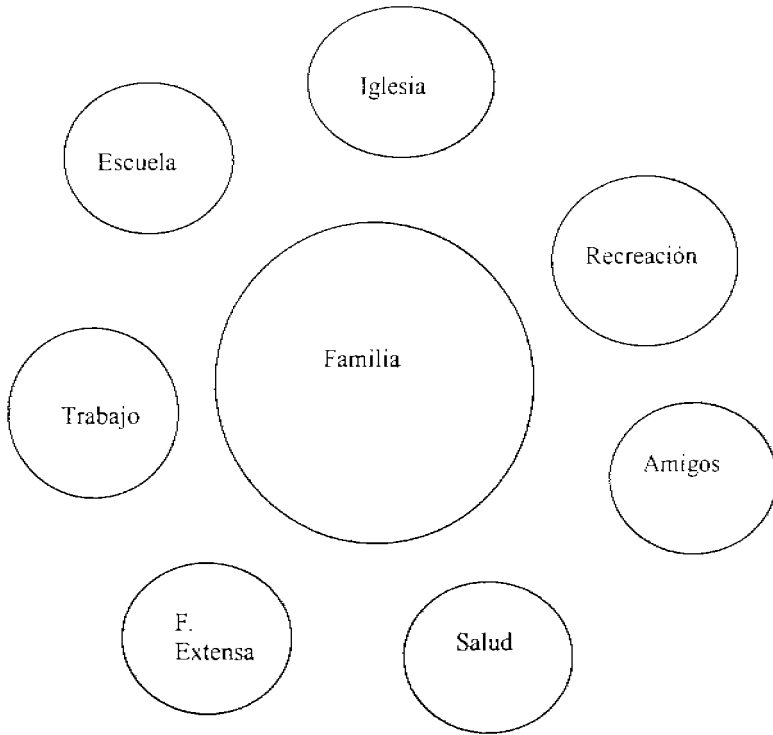 Iglesia
Escuela
Recreación
Familia
Trabajo
Amigos
F.
Extensa
Salud